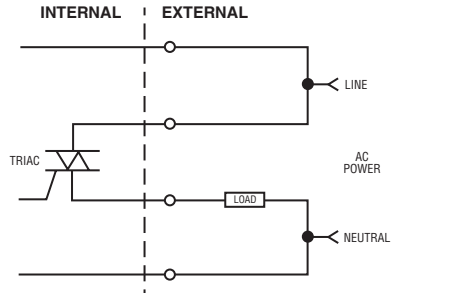 INTERNAL EXTERNAL
LINE
TRIAC
AC
POWER
LOAD
NEUTRAL